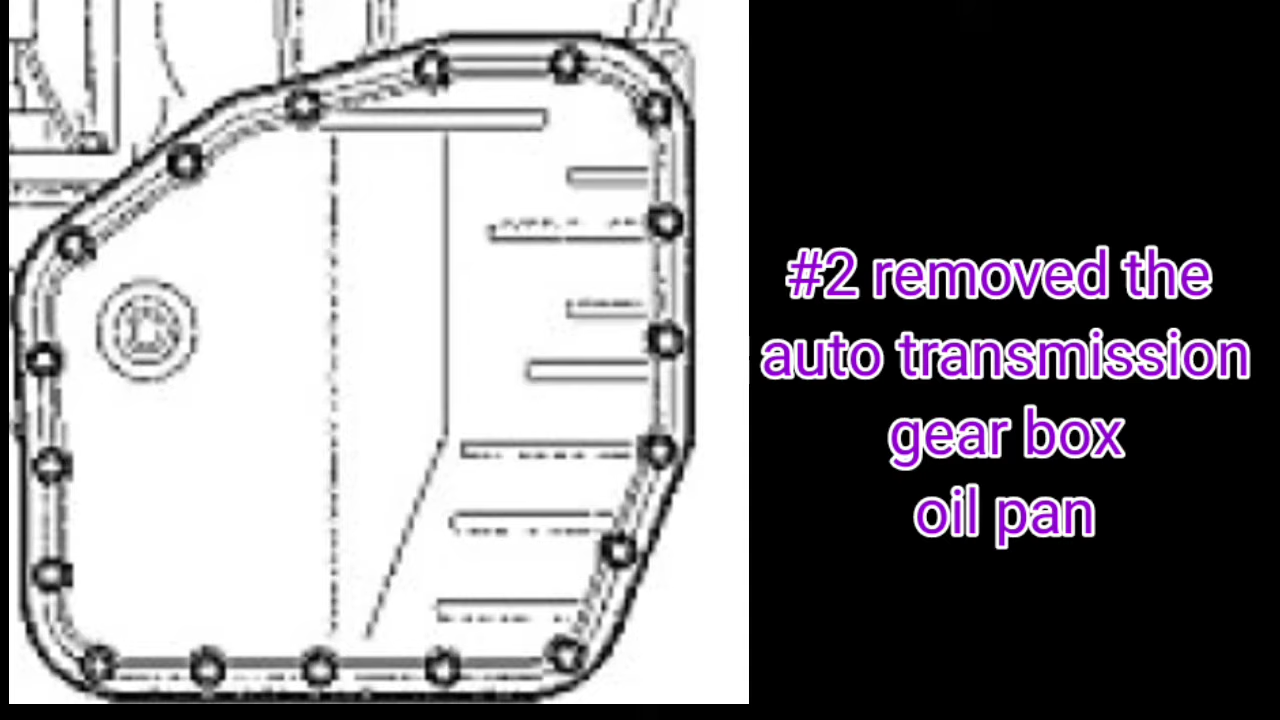 #2 removed the
auto transmission
gear box
oil pan